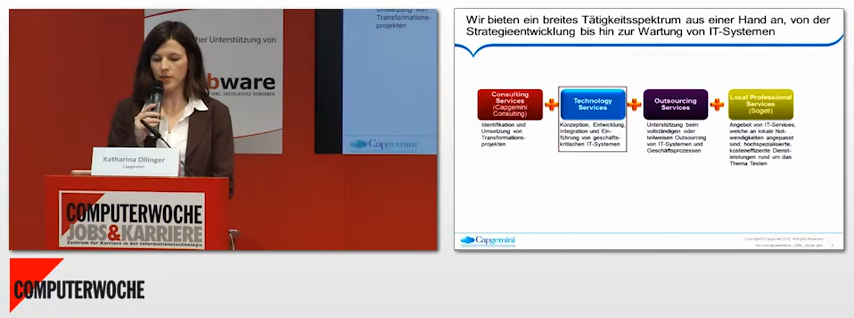 cher Unterstützung von
bware
setzung von
Transformations-
projekten
Capgemini
Katharina Ollinger
Capgemini
COMPUTERWOCHE
JOBS&KARRIERE
Zentrum für Karriere in der Informationstechnologie
COMPUTERWOCHE
Wir bieten ein breites Tätigkeitsspektrum aus einer Hand an, von der
Strategieentwicklung bis hin zur Wartung von IT-Systemen
Consulting
Services
(Capgemini
Consulting)
Identifikation und
Umsetzung von
Transformations-
projekten
Technology
Services
Konzeption, Entwicklung,
Integration und Ein-
führung von geschäfts-
kritischen IT-Systemen
Outsourcing
Services
Unterstützung beim
vollständigen oder
teilweisen Outsourcing
von IT-Systemen und
Geschäftsprozessen
Local Professional
Services
(Sogeti)
Angebot von IT-Services,
welche an lokale Not-
wendigkeiten angepasst
sind; hochspezialisierte,
kosteneffiziente Dienst-
leistungen rund um das
Thema Testen
Capgemini